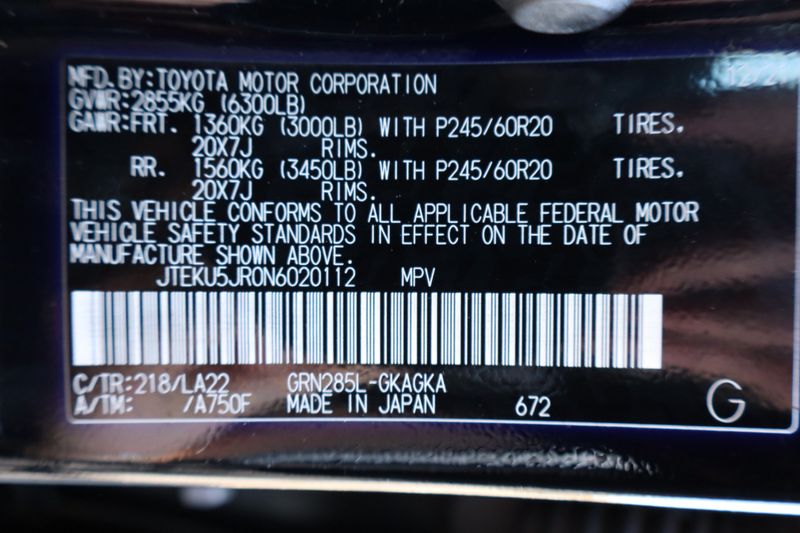 MFD.BY:TOYOTA MOTOR CORPORATION 12/21
GVWR:2855KG (6300LB)
GAWR:FRT. 1360KG (3000LB) WITH P245/60R20 TIRES.
20X7J RIMS.
RR. 1560KG (3450LB) WITH P245/60R20 TIRES.
20X7J RIMS.
THIS VEHICLE CONFORMS TO ALL APPLICABLE FEDERAL MOTOR
VEHICLE SAFETY STANDARDS IN EFFECT ON THE DATE OF
MANUFACTURE SHOWN ABOVE.
JTEKU5JR0N6020112 MPV
C/TR:218/LA22 GRN285L-GKAGKA
A/TM: /A750F MADE IN JAPAN 672 G